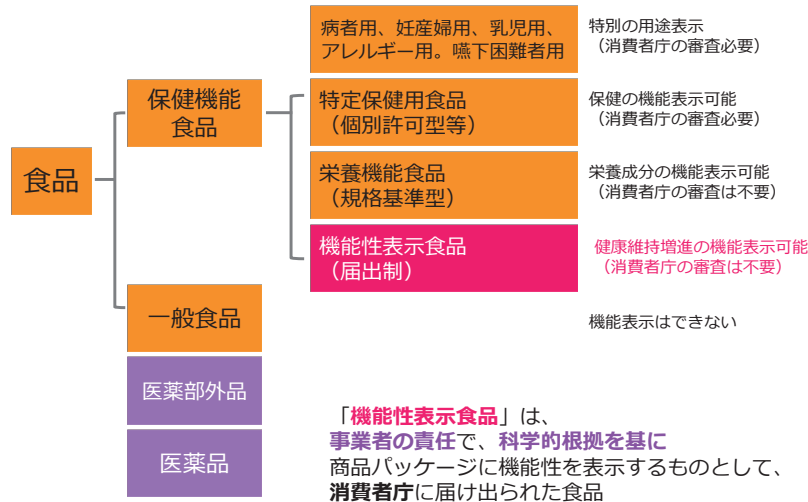 病者用、妊産婦用、乳児用、
アレルギー用。嚥下困難者用
特別の用途表示
（消費者庁の審査必要）
保健機能
食品
特定保健用食品
（個別許可型等）
保健の機能表示可能
（消費者庁の審査必要）
食品
栄養機能食品
（規格基準型）
栄養成分の機能表示可能
（消費者庁の審査は不要）
機能性表示食品
（届出制）
健康維持増進の機能表示可能
（消費者庁の審査は不要）
一般食品
機能表示はできない
医薬部外品
医薬品
「機能性表示食品」は、
事業者の責任で、科学的根拠を基に
商品パッケージに機能性を表示するものとして、
消費者庁に届け出られた食品